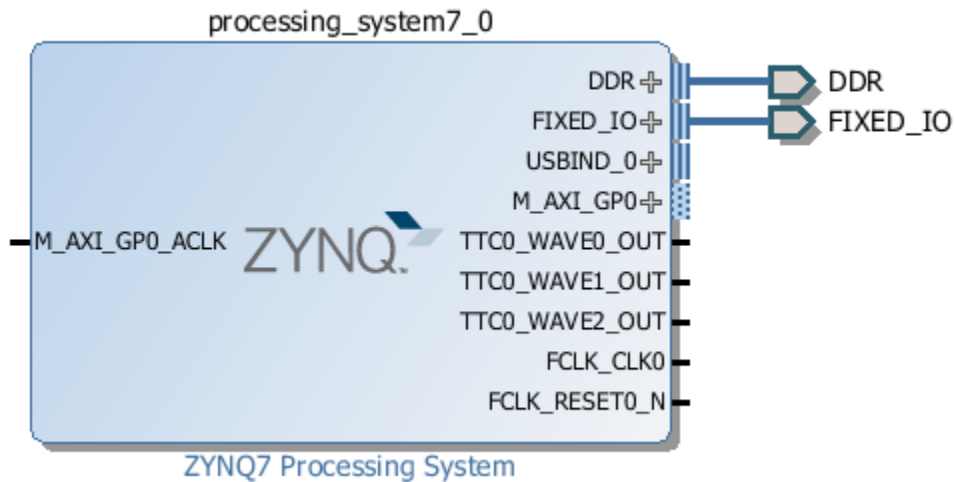 processing_system7_0
DDR
FIXED_IO
USBIND_0
M_AXI_GP0
M_AXI_GP0_ACLK
ZYNQ
TTC0_WAVE0_OUT
TTC0_WAVE1_OUT
TTC0_WAVE2_OUT
FCLK_CLK0
FCLK_RESET0_N
DDR
FIXED_IO
ZYNQ7 Processing System